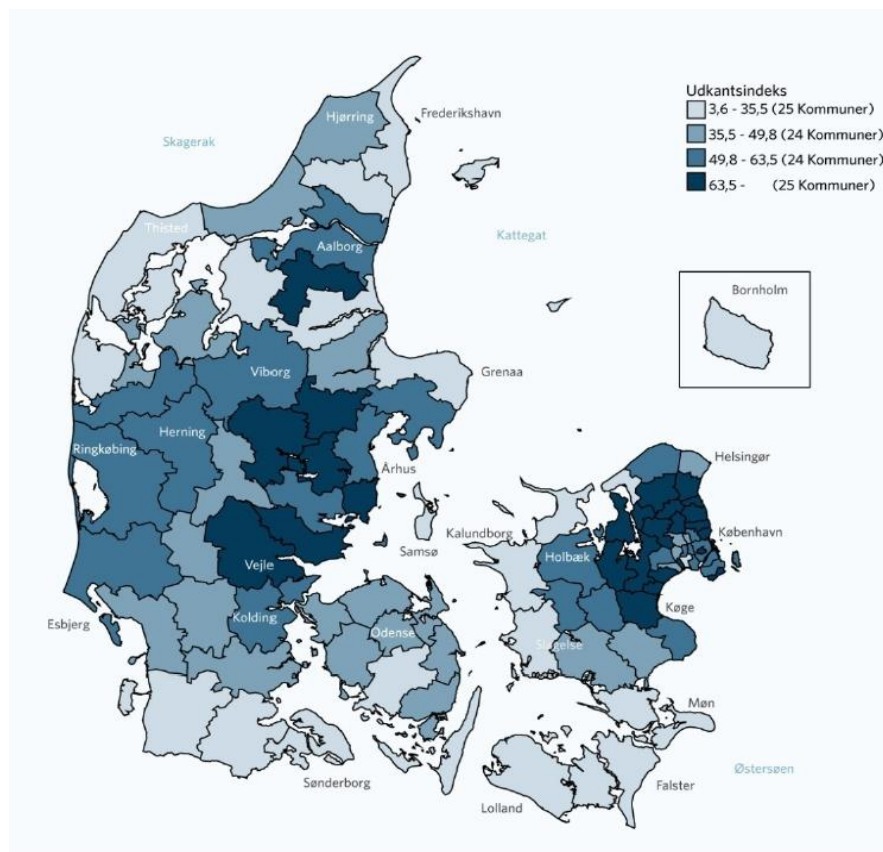 Udkantsindeks
3,6 - 35,5 (25 Kommuner)
35,5 - 49,8 (24 Kommuner)
49,8 - 63,5 (24 Kommuner)
63,5 - (25 Kommuner)
Hjørring
Frederikshavn
Skagerak
Thisted
Aalborg
Kattegat
Bornholm
Viborg
Grenaa
Herning
Ringkøbing
Århus
Helsingør
Samsø
Kalundborg
København
Holbæk
Vejle
Køge
Esbjerg
Kolding
Odense
Slagelse
Møn
Sønderborg
Østersøen
Falster
Lolland